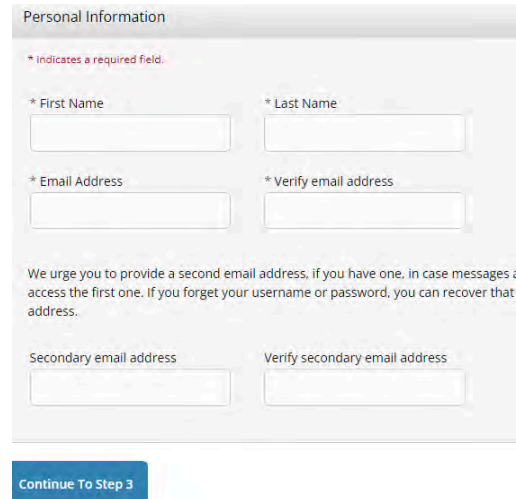 Personal Information
* indicates a required field.
* First Name * Last Name
* Email Address * Verify email address
We urge you to provide a second email address, if you have one, in case messages a
access the first one. If you forget your username or password, you can recover that
address.
Secondary email address Verify secondary email address
Continue To Step 3